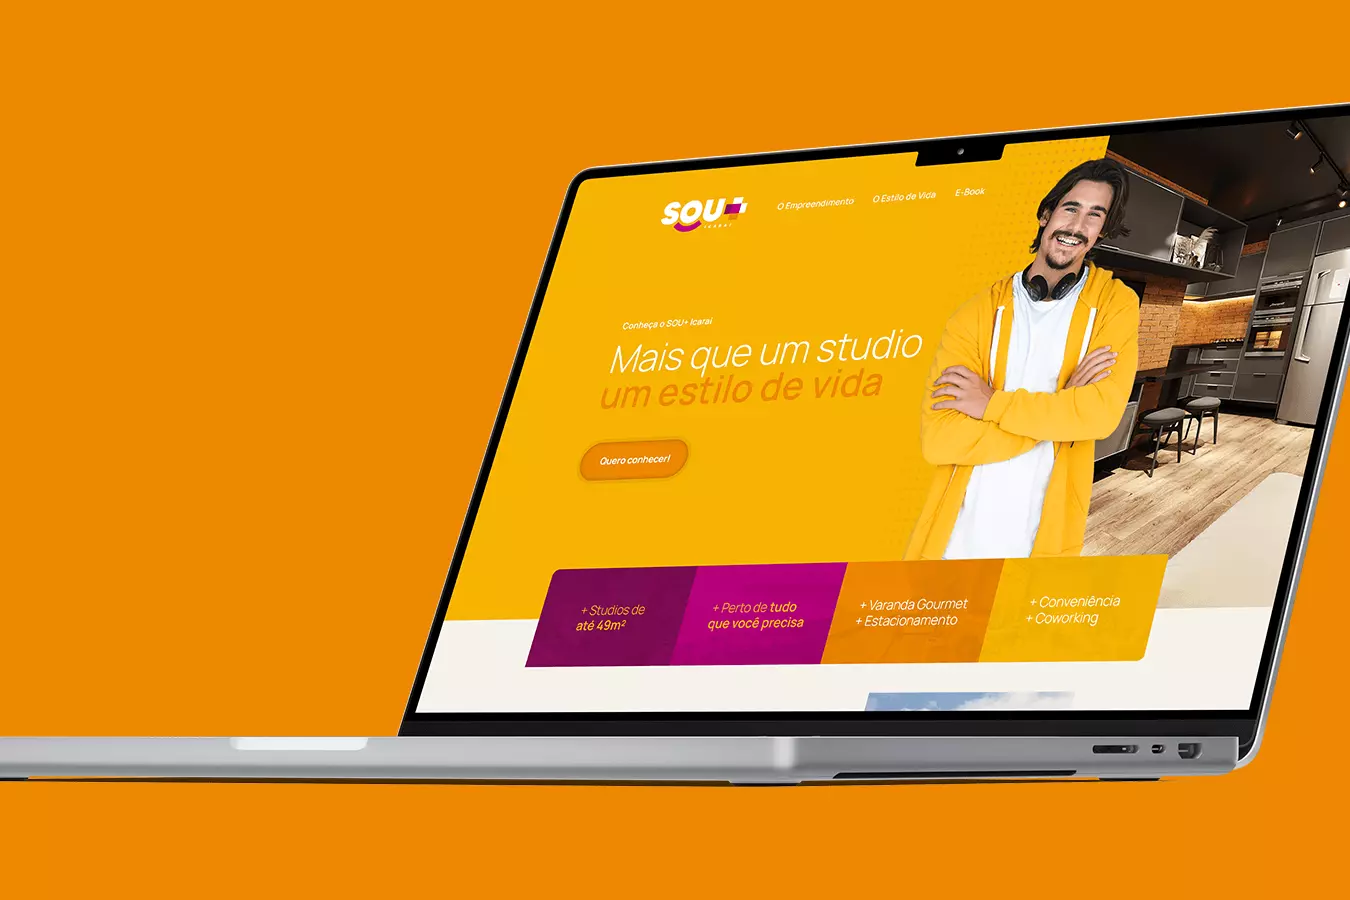 SOU+
ICARAÍ
O Empreendimento
O Estilo de Vida
E-Book
Conheça o SOU+ Icaraí
Mais que um studio
um estilo de vida
Quero conhecer!
+ Studios de
até 49m²
+ Perto de tudo
que você precisa
+ Varanda Gourmet
+ Estacionamento
+ Conveniência
+ Coworking